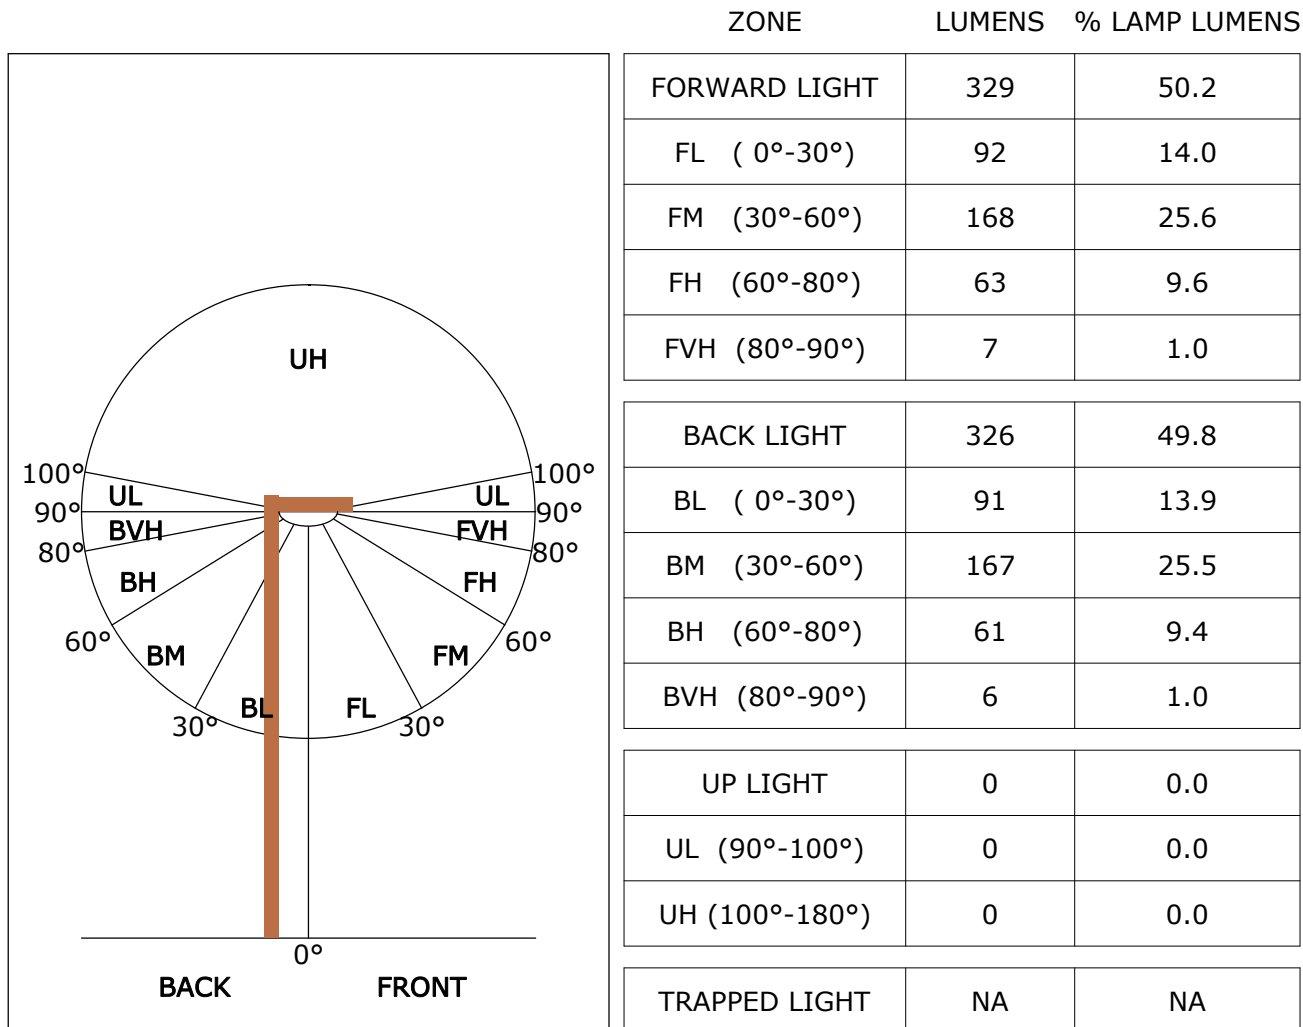 ZONE LUMENS % LAMP LUMENS
FORWARD LIGHT 329 50.2
FL ( 0°-30°) 92 14.0
FM (30°-60°) 168 25.6
FH (60°-80°) 63 9.6
FVH (80°-90°) 7 1.0
BACK LIGHT 326 49.8
BL ( 0°-30°) 91 13.9
BM (30°-60°) 167 25.5
BH (60°-80°) 61 9.4
BVH (80°-90°) 6 1.0
UP LIGHT 0 0.0
UL (90°-100°) 0 0.0
UH (100°-180°) 0 0.0
TRAPPED LIGHT NA NA
UH
100° 100°
UL UL
90° 90°
BVH FVH
80° 80°
BH FH
60° 60°
BM FM
BL FL
30° 30°
0°
BACK FRONT